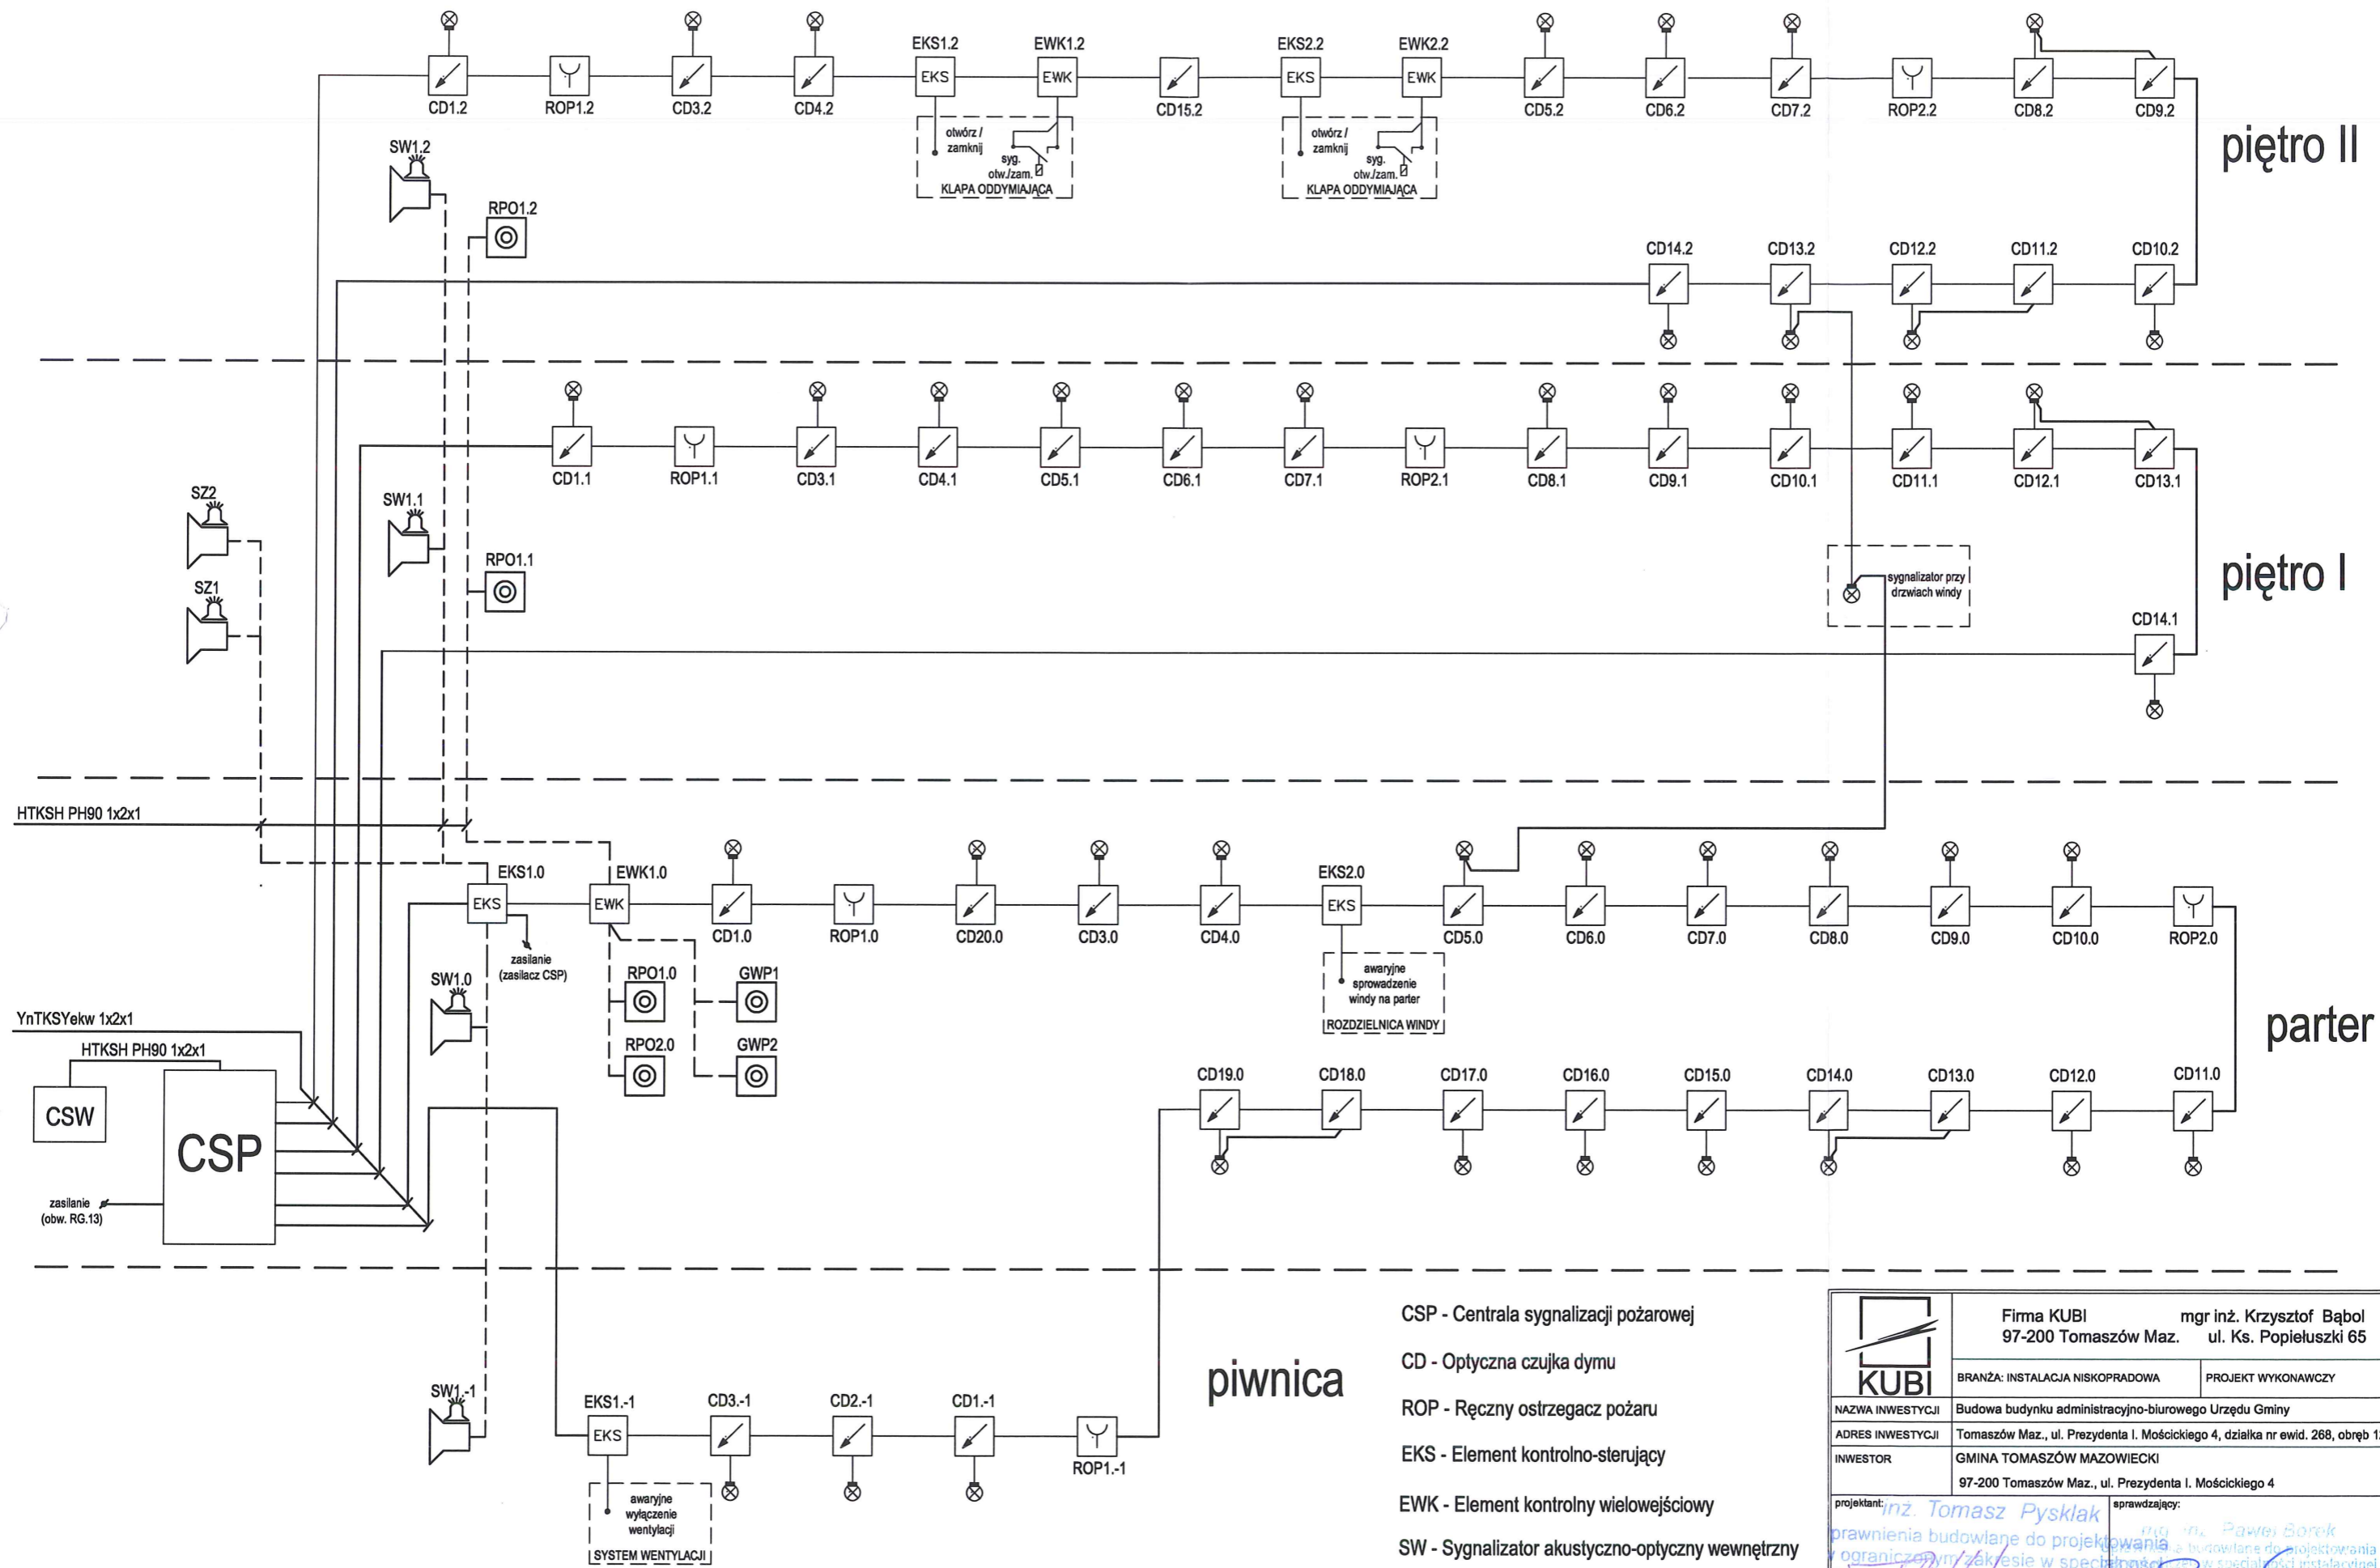 EKS1.2
EWK1.2
EKS2.2
EWK2.2
EKS
EWK
EKS
EWK
CD1.2
ROP1.2
CD3.2
CD4.2
CD15.2
CD5.2
CD6.2
CD7.2
ROP2.2
CD8.2
CD9.2
otwórz /
zamknij
syg.
otw./zam.
KLAPA ODDYMIAJĄCA
otwórz /
zamknij
syg.
otw./zam.
KLAPA ODDYMIAJĄCA
piętro II
SW1.2
RPO1.2
CD14.2
CD13.2
CD12.2
CD11.2
CD10.2
CD1.1
ROP1.1
CD3.1
CD4.1
CD5.1
CD6.1
CD7.1
ROP2.1
CD8.1
CD9.1
CD10.1
CD11.1
CD12.1
CD13.1
SZ2
SW1.1
SZ1
RPO1.1
sygnalizator przy
drzwiach windy
piętro I
CD14.1
HTKSH PH90 1x2x1
EKS1.0
EWK1.0
EKS2.0
EKS
EWK
EKS
CD1.0
ROP1.0
CD20.0
CD3.0
CD4.0
CD5.0
CD6.0
CD7.0
CD8.0
CD9.0
CD10.0
ROP2.0
zasilanie
(zasilacz CSP)
SW1.0
RPO1.0
GWP1
RPO2.0
GWP2
awaryjne
sprowadzenie
windy na parter
ROZDZIELNICA WINDY
parter
YnTKSYekw 1x2x1
HTKSH PH90 1x2x1
CSW
CSP
zasilanie
(obw. RG.13)
CD19.0
CD18.0
CD17.0
CD16.0
CD15.0
CD14.0
CD13.0
CD12.0
CD11.0
piwnica
SW1.-1
EKS1.-1
CD3.-1
CD2.-1
CD1.-1
EKS
ROP1.-1
awaryjne
wyłączenie
wentylacji
SYSTEM WENTYLACJI
CSP - Centrala sygnalizacji pożarowej
CD - Optyczna czujka dymu
ROP - Ręczny ostrzegacz pożaru
EKS - Element kontrolno-sterujący
EWK - Element kontrolny wielowejściowy
SW - Sygnalizator akustyczno-optyczny wewnętrzny
KUBI
Firma KUBI mgr inż. Krzysztof Bąbol
97-200 Tomaszów Maz. ul. Ks. Popiełuszki 65
BRANŻA: INSTALACJA NISKOPRADOWA PROJEKT WYKONAWCZY
NAZWA INWESTYCJI Budowa budynku administracyjno-biurowego Urzędu Gminy
ADRES INWESTYCJI Tomaszów Maz., ul. Prezydenta I. Mościckiego 4, działka nr ewid. 268, obręb
INWESTOR GMINA TOMASZÓW MAZOWIECKI
97-200 Tomaszów Maz., ul. Prezydenta I. Mościckiego 4
projektant: inż. Tomasz Pysklak sprawdzający:
Paweł Borek
prawnienia budowlane do projektowania
ograniczonym zakresie w